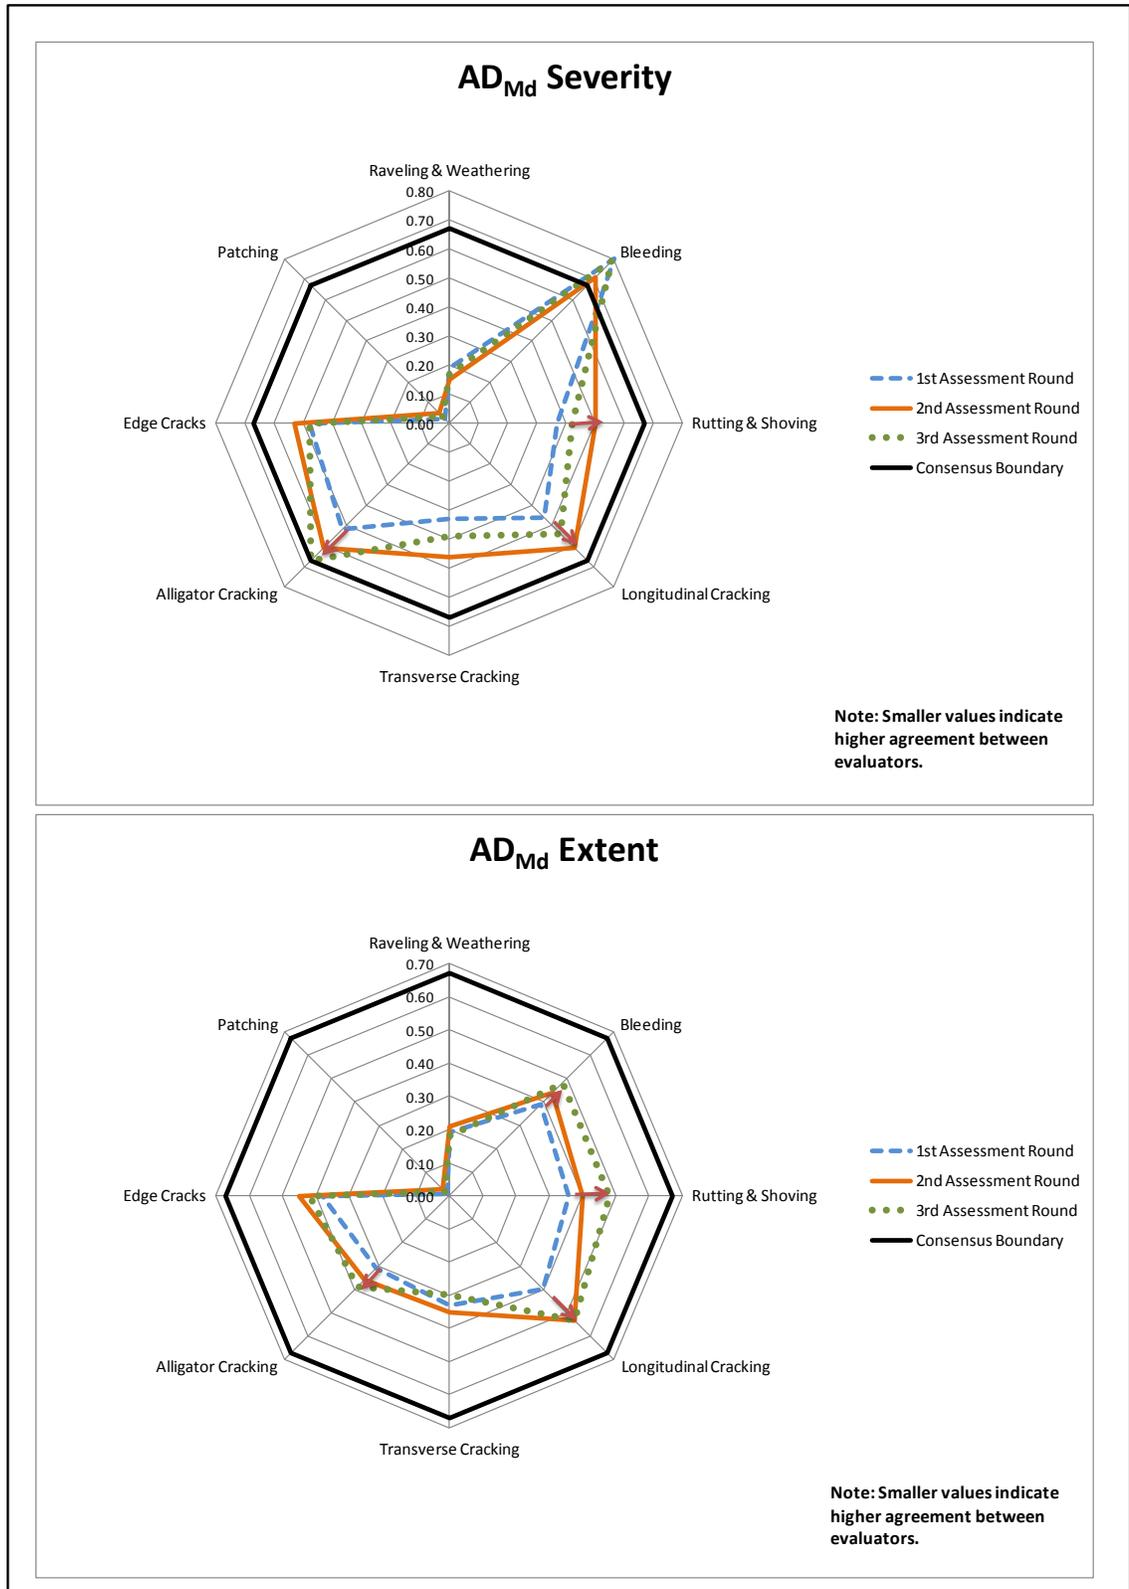 AD_Md Severity
Raveling & Weathering
0.80
0.70
0.60
0.50
0.40
0.30
0.20
0.10
0.00
Patching
Bleeding
Edge Cracks
Rutting & Shoving
Alligator Cracking
Longitudinal Cracking
Transverse Cracking
1st Assessment Round
2nd Assessment Round
3rd Assessment Round
Consensus Boundary
Note: Smaller values indicate
higher agreement between
evaluators.
AD_Md Extent
Raveling & Weathering
0.70
0.60
0.50
0.40
0.30
0.20
0.10
0.00
Patching
Bleeding
Edge Cracks
Rutting & Shoving
Alligator Cracking
Longitudinal Cracking
Transverse Cracking
1st Assessment Round
2nd Assessment Round
3rd Assessment Round
Consensus Boundary
Note: Smaller values indicate
higher agreement between
evaluators.